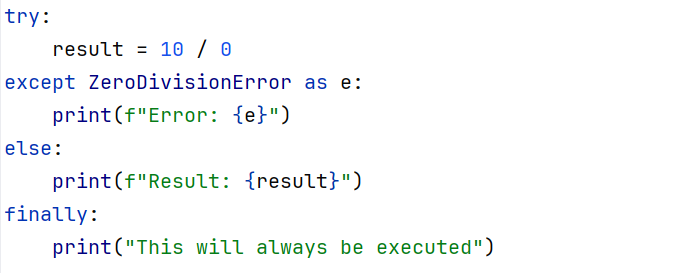 try:
    result = 10 / 0
except ZeroDivisionError as e:
    print(f"Error: {e}")
else:
    print(f"Result: {result}")
finally:
    print("This will always be executed")